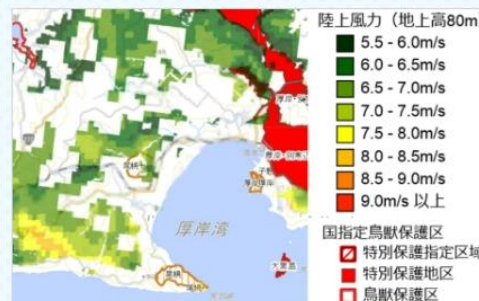 陸上風力（地上高80m）
5.5 - 6.0m/s
6.0 - 6.5m/s
6.5 - 7.0m/s
7.0 - 7.5m/s
7.5 - 8.0m/s
8.0 - 8.5m/s
8.5 - 9.0m/s
9.0m/s 以上
国指定鳥獣保護区
特別保護指定区域
特別保護地区
鳥獣保護区
厚岸湾
大黒島